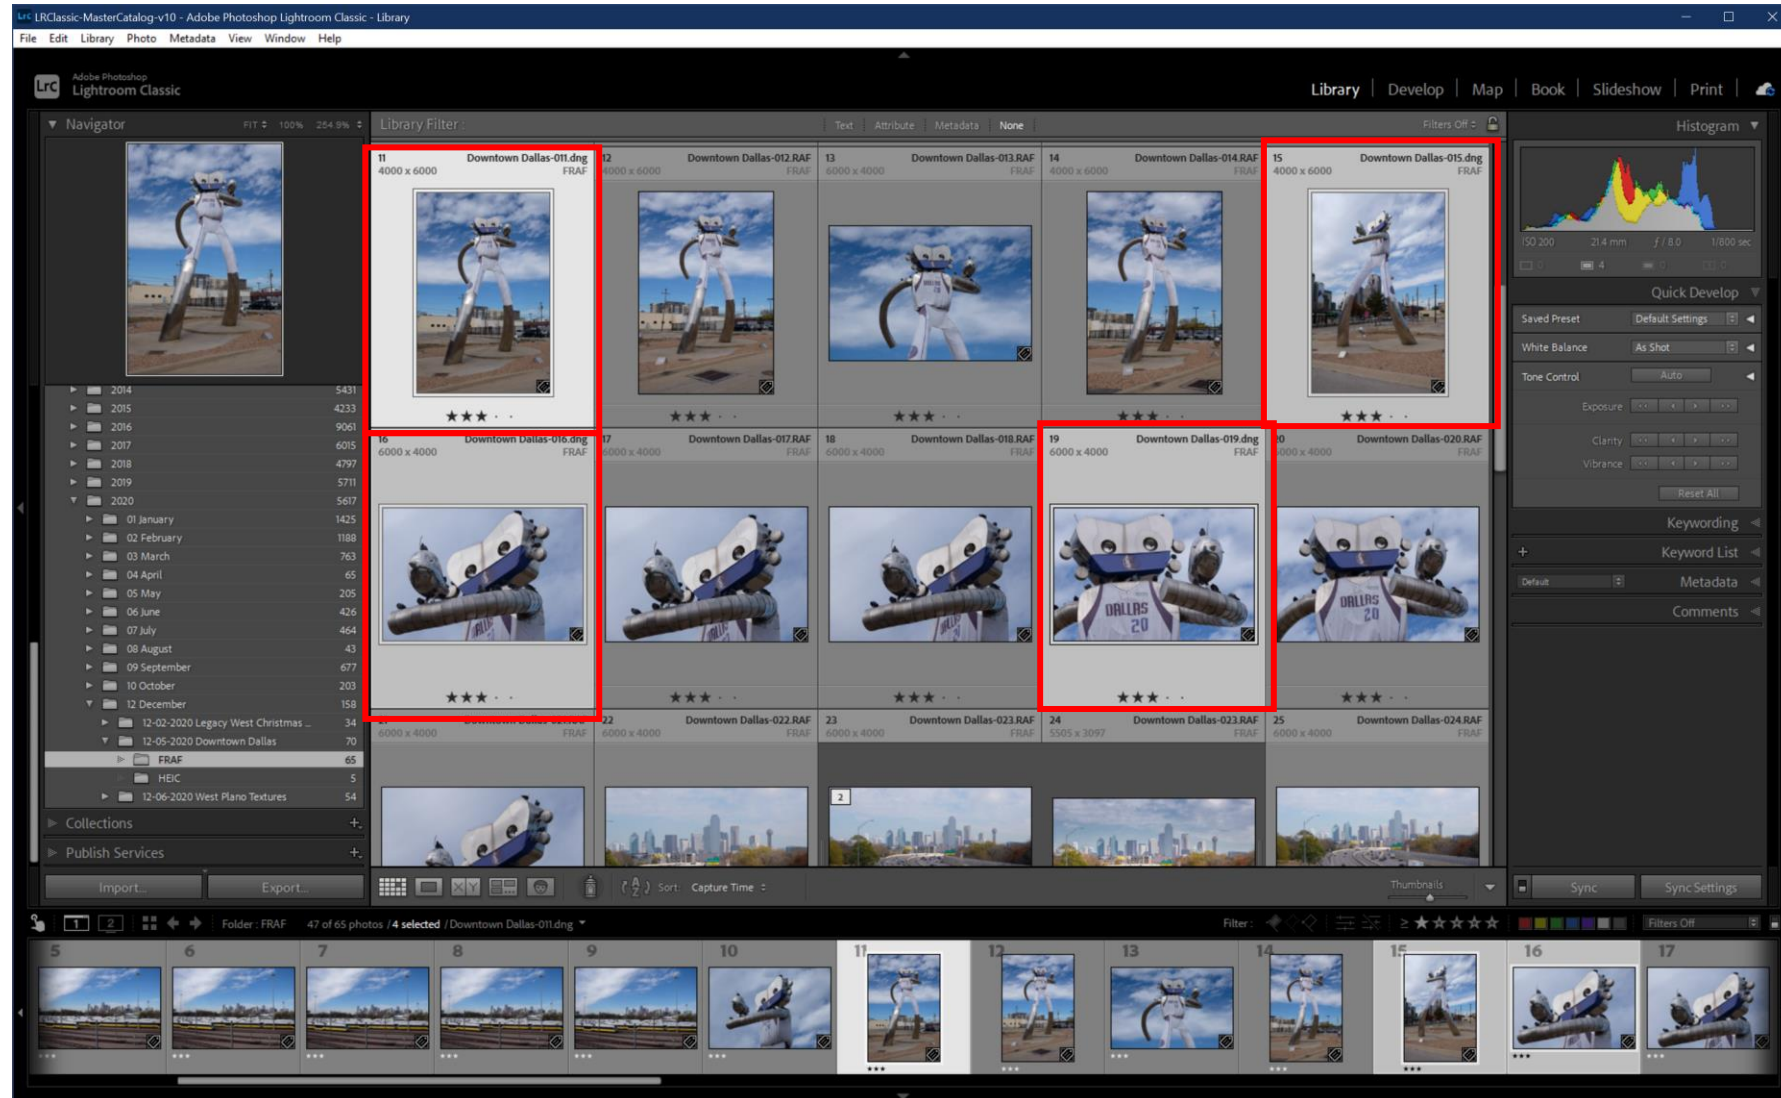 LrC LRClassic-MasterCatalog-v10 - Adobe Photoshop Lightroom Classic - Library
File Edit Library Photo Metadata View Window Help
LrC Adobe Photoshop
Lightroom Classic
Library | Develop | Map | Book | Slideshow | Print
Navigator FIT 100% 254.9%
Library Filter : Text Attribute Metadata None Filters Off
Histogram
11 Downtown Dallas-011.dng
4000 x 6000 FRAF
12 Downtown Dallas-012.RAF
4000 x 6000 FRAF
13 Downtown Dallas-013.RAF
6000 x 4000 FRAF
14 Downtown Dallas-014.RAF
4000 x 6000 FRAF
15 Downtown Dallas-015.dng
4000 x 6000 FRAF
ISO 200 21.4 mm ƒ / 8.0 1/800 sec
0 4 0 0
Quick Develop
Saved Preset Default Settings
White Balance As Shot
Tone Control Auto
Exposure
Clarity
Vibrance
Reset All
Keywording
+ Keyword List
Default Metadata
Comments
2014 5431
2015 4233
2016 9061
2017 6015
2018 4797
2019 5711
2020 5617
01 January 1425
02 February 1188
03 March 763
04 April 65
05 May 205
06 June 426
07 July 464
08 August 43
09 September 677
10 October 203
12 December 158
12-02-2020 Legacy West Christmas ... 34
12-05-2020 Downtown Dallas 70
FRAF 65
HEIC 5
12-06-2020 West Plano Textures 54
Collections +
Publish Services +
Import... Export...
16 Downtown Dallas-016.dng
6000 x 4000 FRAF
17 Downtown Dallas-017.RAF
6000 x 4000 FRAF
18 Downtown Dallas-018.RAF
6000 x 4000 FRAF
19 Downtown Dallas-019.dng
6000 x 4000 FRAF
20 Downtown Dallas-020.RAF
6000 x 4000 FRAF
DALLAS
20
DALLAS
20
6000 x 4000 FRAF
22 Downtown Dallas-022.RAF
6000 x 4000 FRAF
23 Downtown Dallas-023.RAF
6000 x 4000 FRAF
24 Downtown Dallas-023.RAF
5505 x 3097 FRAF
25 Downtown Dallas-024.RAF
6000 x 4000 FRAF
2
XY Sort: Capture Time Thumbnails
Sync Sync Settings
1 2 Folder : FRAF 47 of 65 photos / 4 selected / Downtown Dallas-011.dng
Filter : ≥ ★ ☆ ☆ ☆ ☆ Filters Off
5 6 7 8 9 10 11 12 13 14 15 16 17